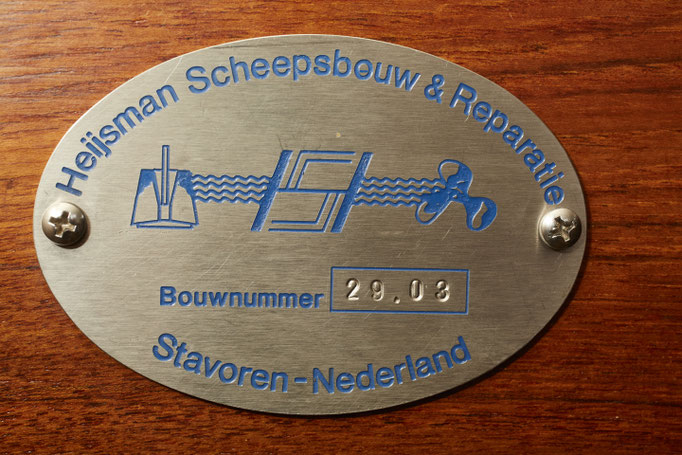 Heijsman Scheepsbouw & Reparatie
Bouwnummer 29.03
Stavoren-Nederland